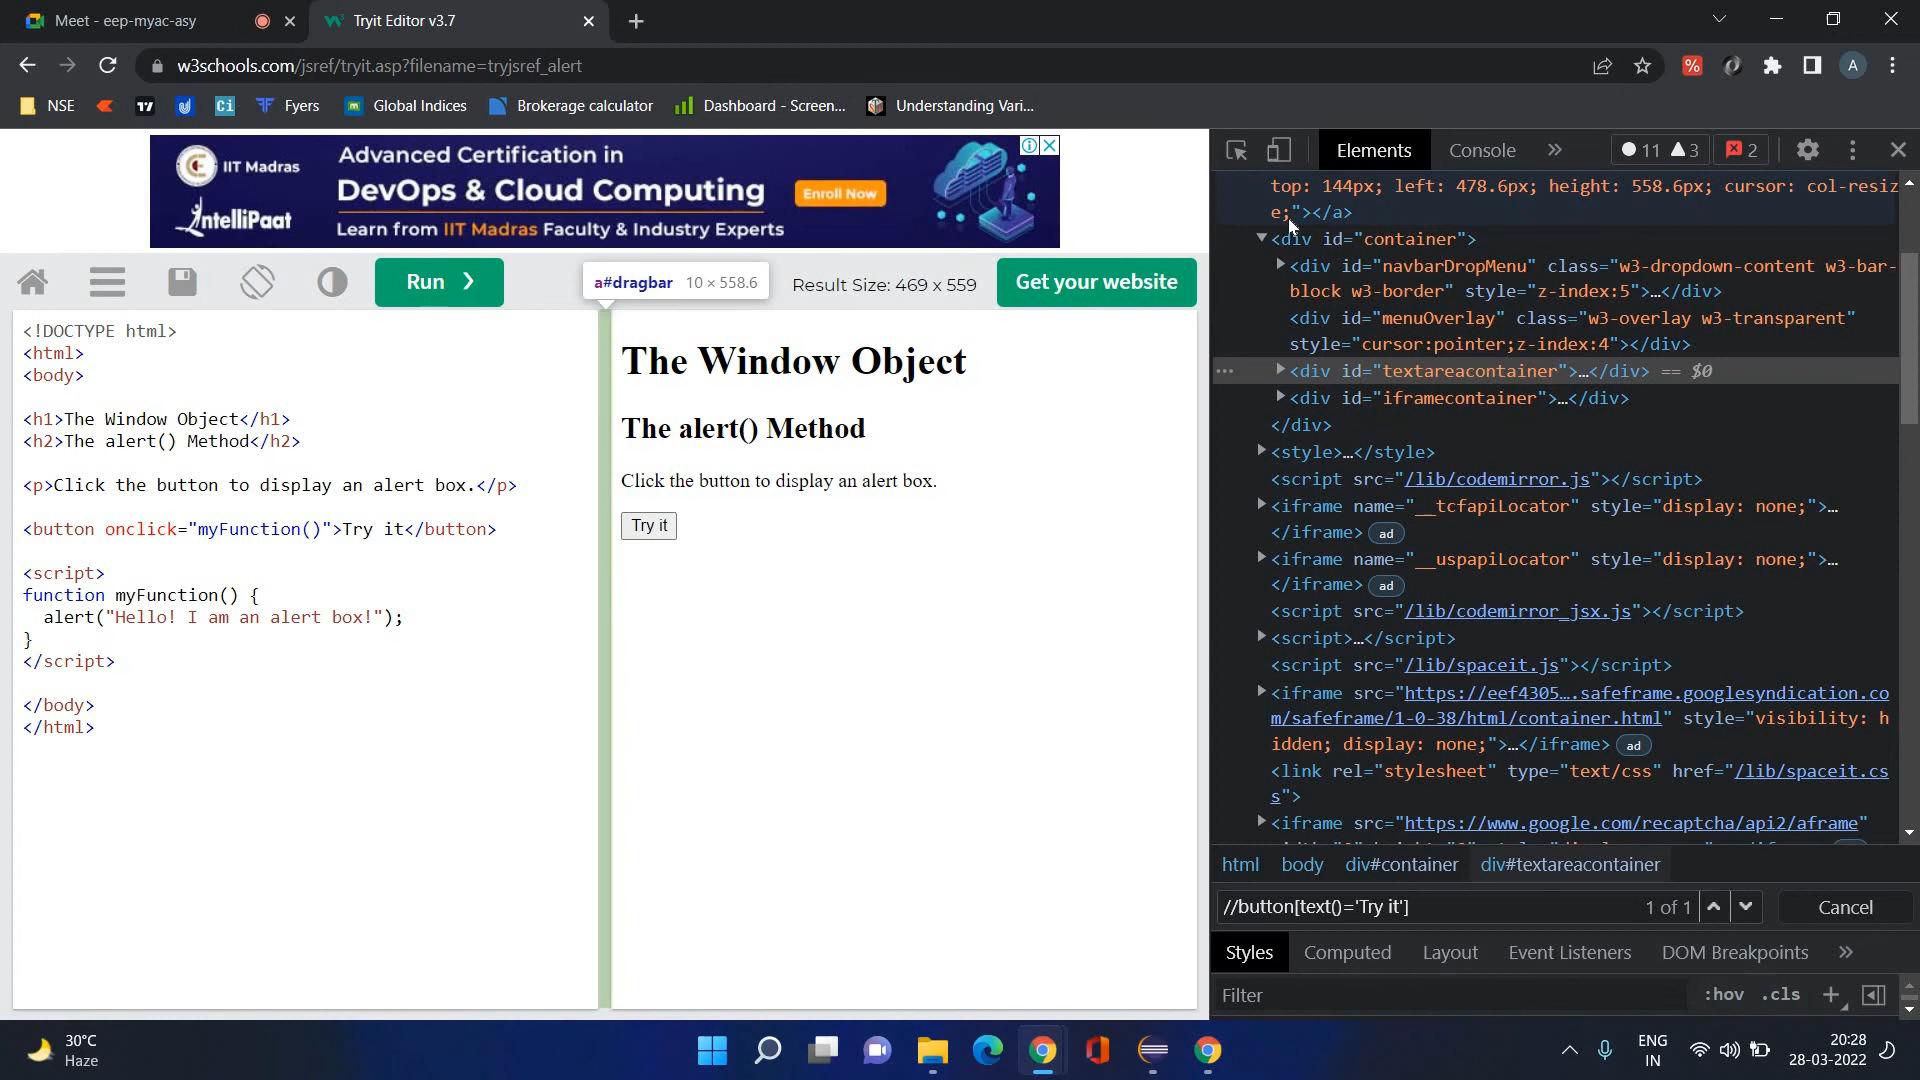 Meet - eep-myac-asy
Tryit Editor v3.7
w3schools.com/jsref/tryit.asp?filename=tryjsref_alert
A
NSE
Ci
Fyers
Global Indices
Brokerage calculator
Dashboard - Screen...
Understanding Vari...
IIT Madras
IntelliPaat
Advanced Certification in
DevOps & Cloud Computing
Learn from IIT Madras Faculty & Industry Experts
Enroll Now
Run ❯
a#dragbar 10 × 558.6
Result Size: 469 x 559
Get your website
<!DOCTYPE html>
<html>
<body>
<h1>The Window Object</h1>
<h2>The alert() Method</h2>
<p>Click the button to display an alert box.</p>
<button onclick="myFunction()">Try it</button>
<script>
function myFunction() {
alert("Hello! I am an alert box!");
}
</script>
</body>
</html>
The Window Object
The alert() Method
Click the button to display an alert box.
Try it
Elements
Console
»
11
3
2
top: 144px; left: 478.6px; height: 558.6px; cursor: col-resiz
e;"></a>
<div id="container">
<div id="navbarDropMenu" class="w3-dropdown-content w3-bar-
block w3-border" style="z-index:5">…</div>
<div id="menuOverlay" class="w3-overlay w3-transparent"
style="cursor:pointer;z-index:4"></div>
<div id="textareacontainer">…</div> == $0
<div id="iframecontainer">…</div>
</div>
<style>…</style>
<script src="/lib/codemirror.js"></script>
<iframe name="__tcfapiLocator" style="display: none;">…
</iframe> ad
<iframe name="__uspapiLocator" style="display: none;">…
</iframe> ad
<script src="/lib/codemirror_jsx.js"></script>
<script>…</script>
<script src="/lib/spaceit.js"></script>
<iframe src="https://eef4305….safeframe.googlesyndication.co
m/safeframe/1-0-38/html/container.html" style="visibility: h
idden; display: none;">…</iframe> ad
<link rel="stylesheet" type="text/css" href="/lib/spaceit.cs
s">
<iframe src="https://www.google.com/recaptcha/api2/aframe"
html body div#container div#textareacontainer
//button[text()='Try it']
1 of 1
Cancel
Styles
Computed
Layout
Event Listeners
DOM Breakpoints
»
Filter
:hov .cls
30°C
Haze
ENG
IN
20:28
28-03-2022